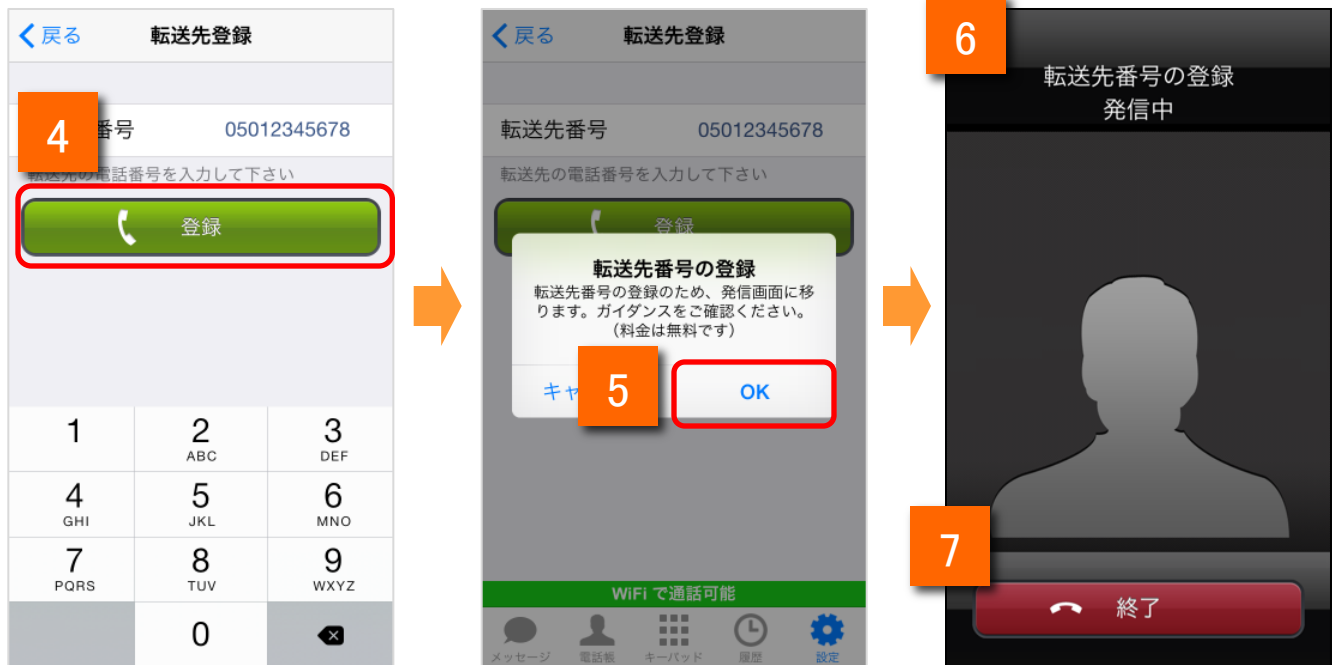 戻る 転送先登録
4
番号 05012345678
転送先の電話番号を入力して下さい
登録
1
2
ABC
3
DEF
4
GHI
5
JKL
6
MNO
7
PQRS
8
TUV
9
WXYZ
0
戻る 転送先登録
転送先番号 05012345678
転送先の電話番号を入力して下さい
登録
転送先番号の登録
転送先番号の登録のため、発信画面に移
ります。ガイダンスをご確認ください。
(料金は無料です)
キャ
5
OK
WiFi で通話可能
メッセージ 電話帳 キーパッド 履歴 設定
6
転送先番号の登録
発信中
7
終了